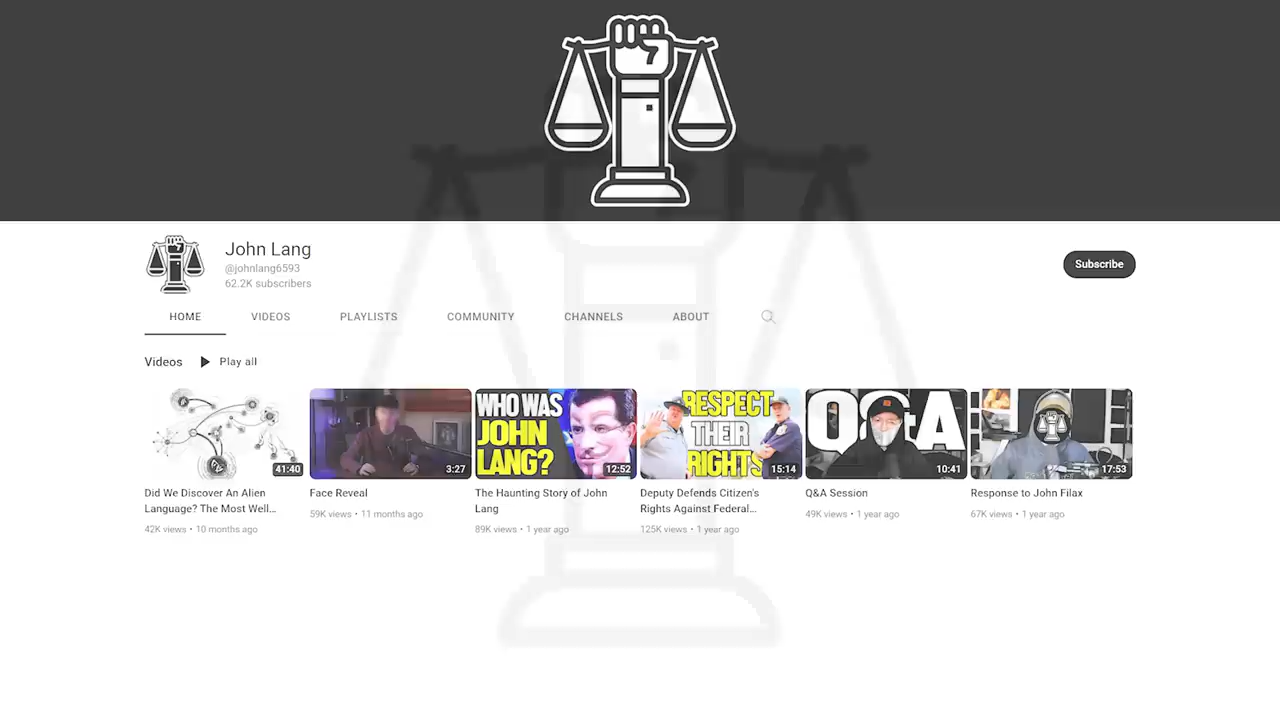 John Lang
@johnlang6593
62.2K subscribers
Subscribe
HOME
VIDEOS
PLAYLISTS
COMMUNITY
CHANNELS
ABOUT
Videos
Play all
41:40
Did We Discover An Alien
Language? The Most Well...
42K views • 10 months ago
3:27
Face Reveal
59K views • 11 months ago
WHO WAS
JOHN
LANG?
12:52
The Haunting Story of John
Lang
89K views • 1 year ago
RESPECT
THEIR
RIGHTS
15:14
Deputy Defends Citizen's
Rights Against Federal...
125K views • 1 year ago
Q&A
10:41
Q&A Session
49K views • 1 year ago
17:53
Response to John Filax
67K views • 1 year ago